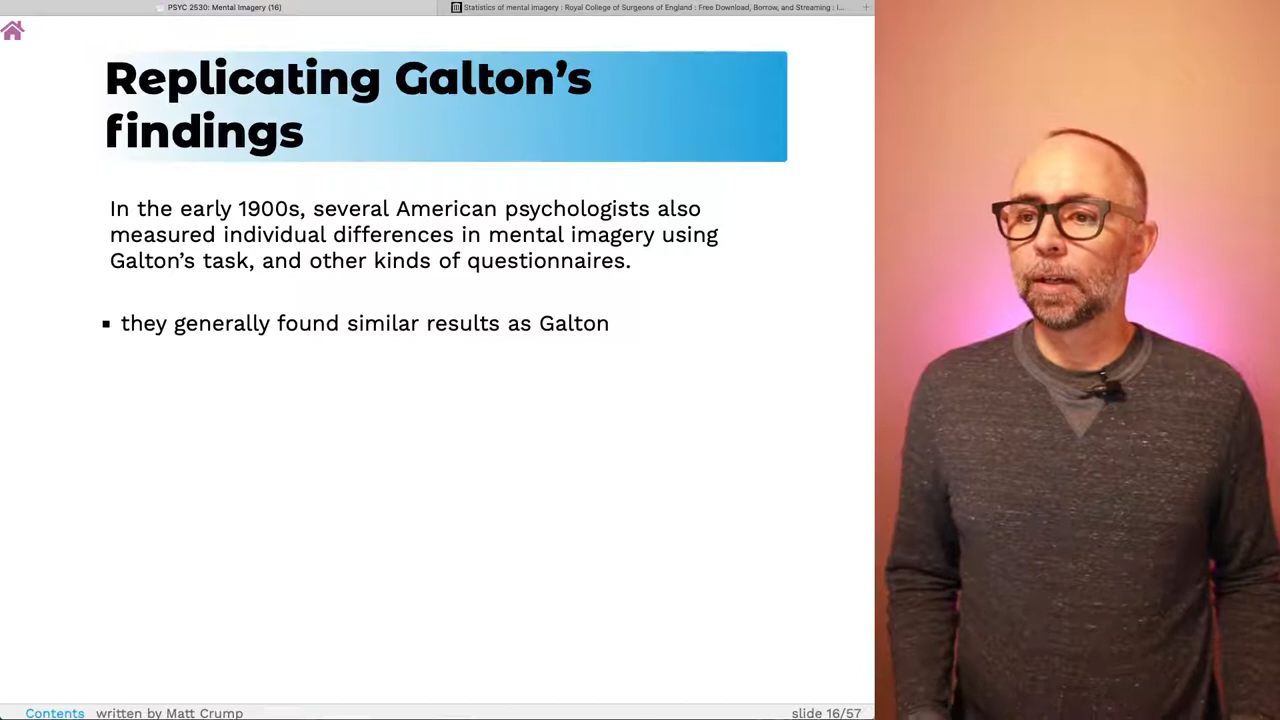 PSYC 2530: Mental Imagery (16)
Statistics of mental imagery : Royal College of Surgeons of England : Free Download, Borrow, and Streaming : I...
Replicating Galton's
findings
In the early 1900s, several American psychologists also
measured individual differences in mental imagery using
Galton's task, and other kinds of questionnaires.
▪ they generally found similar results as Galton
Contents written by Matt Crump
slide 16/57